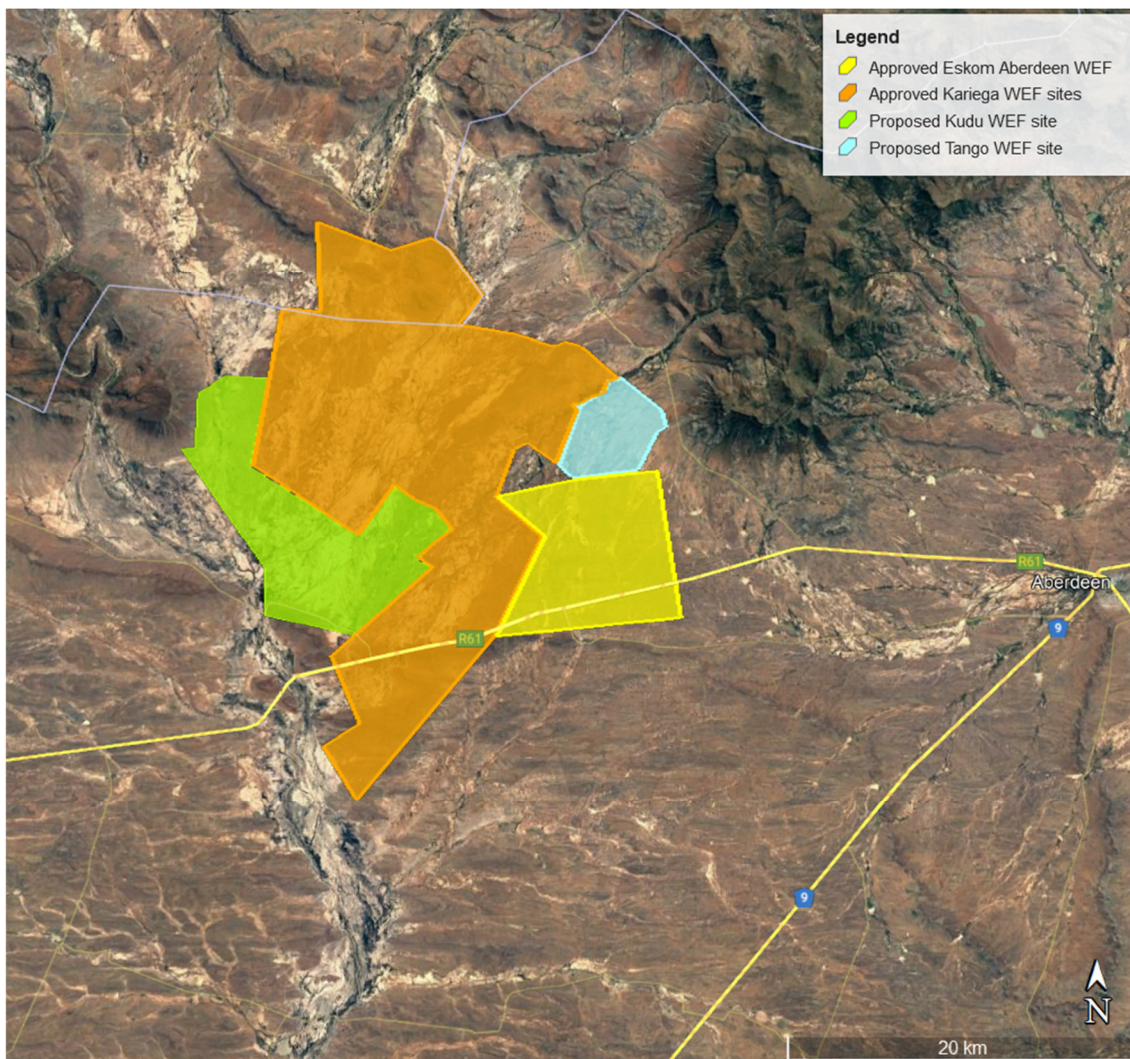 Legend
Approved Eskom Aberdeen WEF
Approved Kariega WEF sites
Proposed Kudu WEF site
Proposed Tango WEF site
R61
Aberdeen
9
R61
9
N
20 km